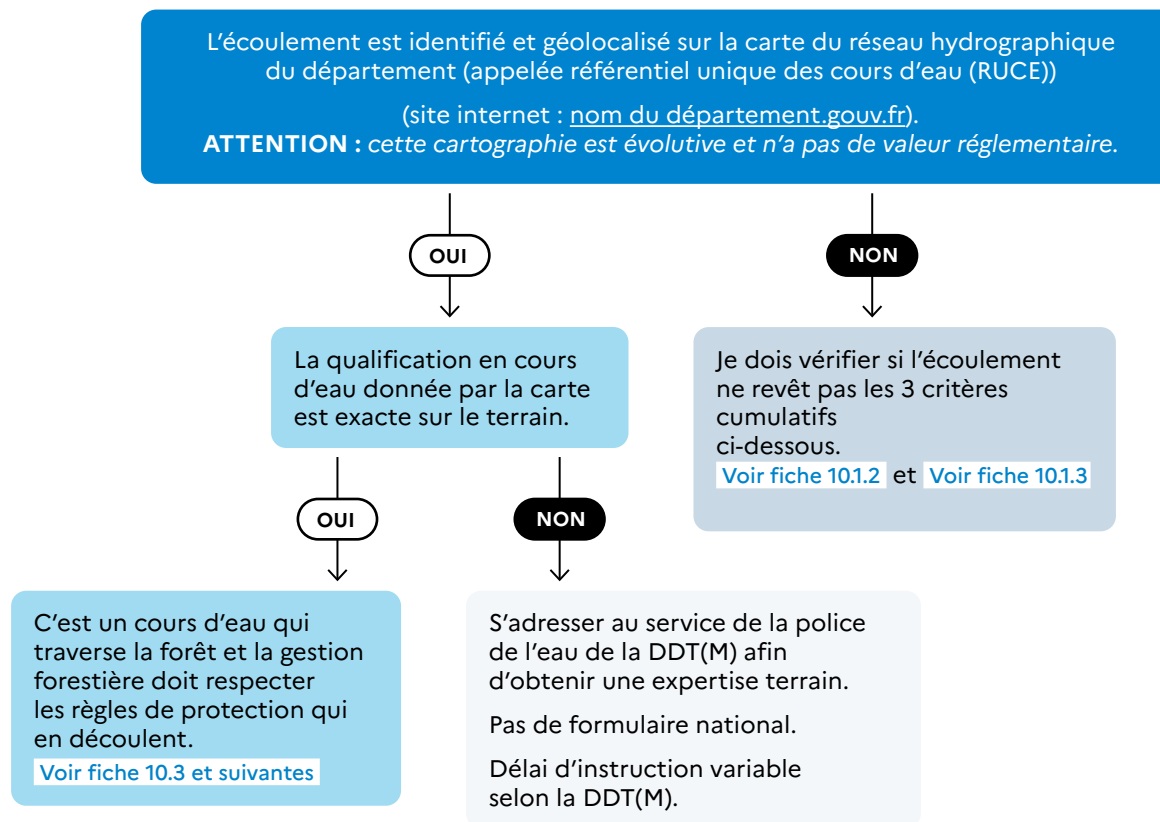 L'écoulement est identifié et géolocalisé sur la carte du réseau hydrographique
du département (appelée référentiel unique des cours d'eau (RUCE))
(site internet : nom du département.gouv.fr).
ATTENTION : cette cartographie est évolutive et n'a pas de valeur réglementaire.
OUI
NON
La qualification en cours
d'eau donnée par la carte
est exacte sur le terrain.
Je dois vérifier si l'écoulement
ne revêt pas les 3 critères
cumulatifs
ci-dessous.
Voir fiche 10.1.2 et Voir fiche 10.1.3
OUI
NON
C'est un cours d'eau qui
traverse la forêt et la gestion
forestière doit respecter
les règles de protection qui
en découlent.
Voir fiche 10.3 et suivantes
S'adresser au service de la police
de l'eau de la DDT(M) afin
d'obtenir une expertise terrain.
Pas de formulaire national.
Délai d'instruction variable
selon la DDT(M).